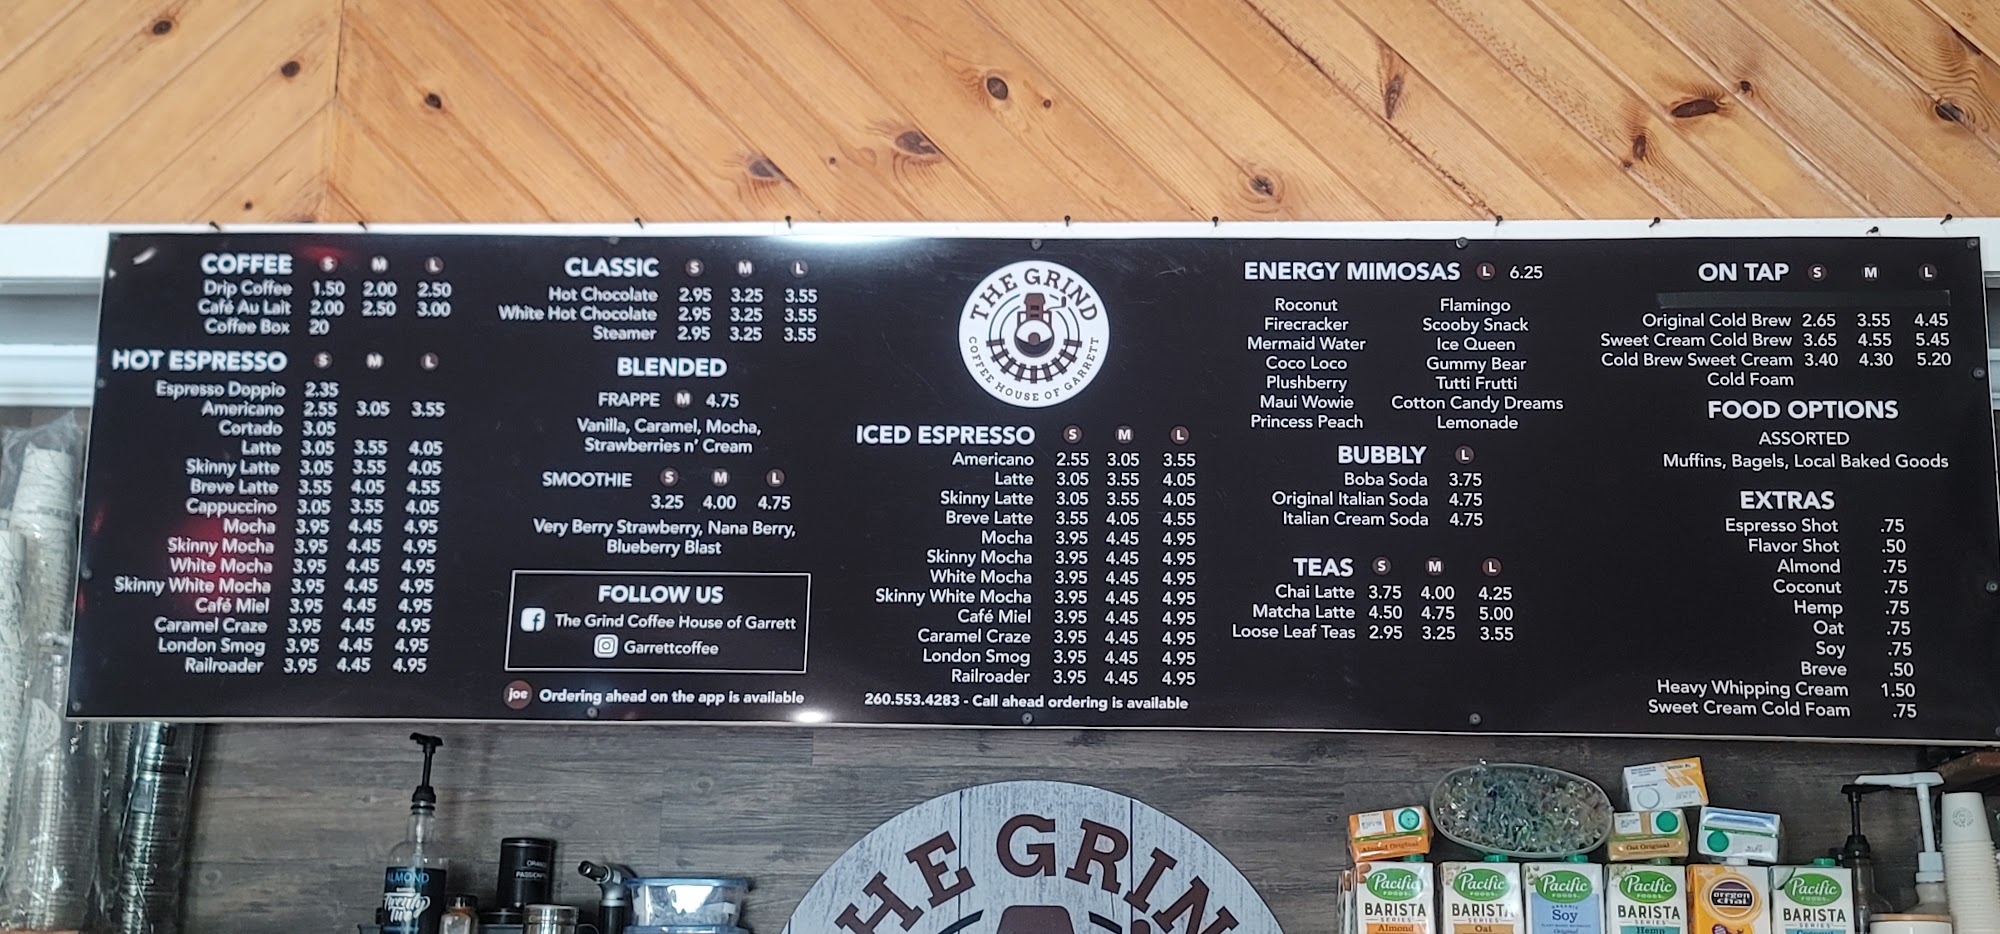 COFFEE S M L
Drip Coffee 1.50 2.00 2.50
Café Au Lait 2.00 2.50 3.00
Coffee Box 20
HOT ESPRESSO S M L
Espresso Doppio 2.35
Americano 2.55 3.05 3.55
Cortado 3.05
Latte 3.05 3.55 4.05
Skinny Latte 3.05 3.55 4.05
Breve Latte 3.55 4.05 4.55
Cappuccino 3.05 3.55 4.05
Mocha 3.95 4.45 4.95
Skinny Mocha 3.95 4.45 4.95
White Mocha 3.95 4.45 4.95
Skinny White Mocha 3.95 4.45 4.95
Café Miel 3.95 4.45 4.95
Caramel Craze 3.95 4.45 4.95
London Smog 3.95 4.45 4.95
Railroader 3.95 4.45 4.95
CLASSIC S M L
Hot Chocolate 2.95 3.25 3.55
White Hot Chocolate 2.95 3.25 3.55
Steamer 2.95 3.25 3.55
BLENDED
FRAPPE M 4.75
Vanilla, Caramel, Mocha,
Strawberries n' Cream
SMOOTHIE S M L
3.25 4.00 4.75
Very Berry Strawberry, Nana Berry,
Blueberry Blast
FOLLOW US
The Grind Coffee House of Garrett
Garrettcoffee
joe Ordering ahead on the app is available
THE GRIND
COFFEE HOUSE OF GARRETT
ICED ESPRESSO S M L
Americano 2.55 3.05 3.55
Latte 3.05 3.55 4.05
Skinny Latte 3.05 3.55 4.05
Breve Latte 3.55 4.05 4.55
Mocha 3.95 4.45 4.95
Skinny Mocha 3.95 4.45 4.95
White Mocha 3.95 4.45 4.95
Skinny White Mocha 3.95 4.45 4.95
Café Miel 3.95 4.45 4.95
Caramel Craze 3.95 4.45 4.95
London Smog 3.95 4.45 4.95
Railroader 3.95 4.45 4.95
260.553.4283 - Call ahead ordering is available
ENERGY MIMOSAS L 6.25
Roconut Flamingo
Firecracker Scooby Snack
Mermaid Water Ice Queen
Coco Loco Gummy Bear
Plushberry Tutti Frutti
Maui Wowie Cotton Candy Dreams
Princess Peach Lemonade
BUBBLY L
Boba Soda 3.75
Original Italian Soda 4.75
Italian Cream Soda 4.75
TEAS S M L
Chai Latte 3.75 4.00 4.25
Matcha Latte 4.50 4.75 5.00
Loose Leaf Teas 2.95 3.25 3.55
ON TAP S M L
Original Cold Brew 2.65 3.55 4.45
Sweet Cream Cold Brew 3.65 4.55 5.45
Cold Brew Sweet Cream 3.40 4.30 5.20
Cold Foam
FOOD OPTIONS
ASSORTED
Muffins, Bagels, Local Baked Goods
EXTRAS
Espresso Shot .75
Flavor Shot .50
Almond .75
Coconut .75
Hemp .75
Oat .75
Soy .75
Breve .50
Heavy Whipping Cream 1.50
Sweet Cream Cold Foam .75
HE GRIN
ALMOND
Almond Original
Oat Original
Pacific
FOODS
BARISTA
SERIES
Almond
Pacific
FOODS
BARISTA
SERIES
Oat
Pacific
FOODS
Soy
Original
Pacific
FOODS
BARISTA
SERIES
Hemp
oregon
chai
Pacific
FOODS
BARISTA
SERIES
Coconut